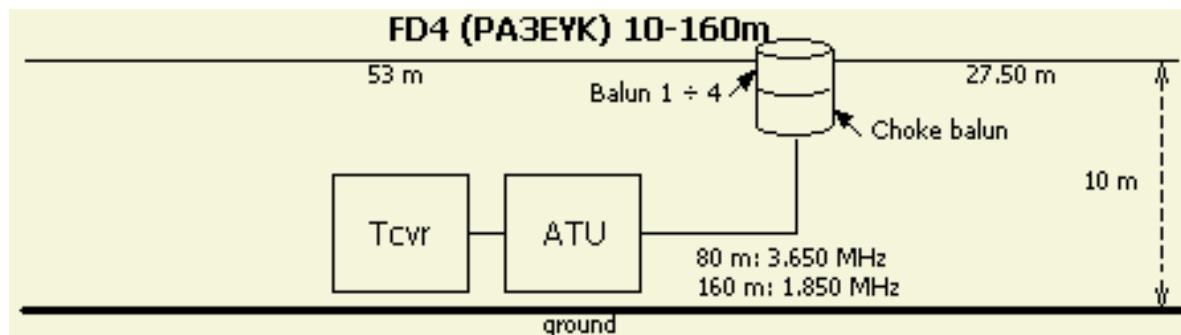 FD4 (PA3EYK) 10-160m
53 m
27.50 m
Balun 1 ÷ 4
Choke balun
10 m
Tcvr
ATU
80 m: 3.650 MHz
160 m: 1.850 MHz
ground